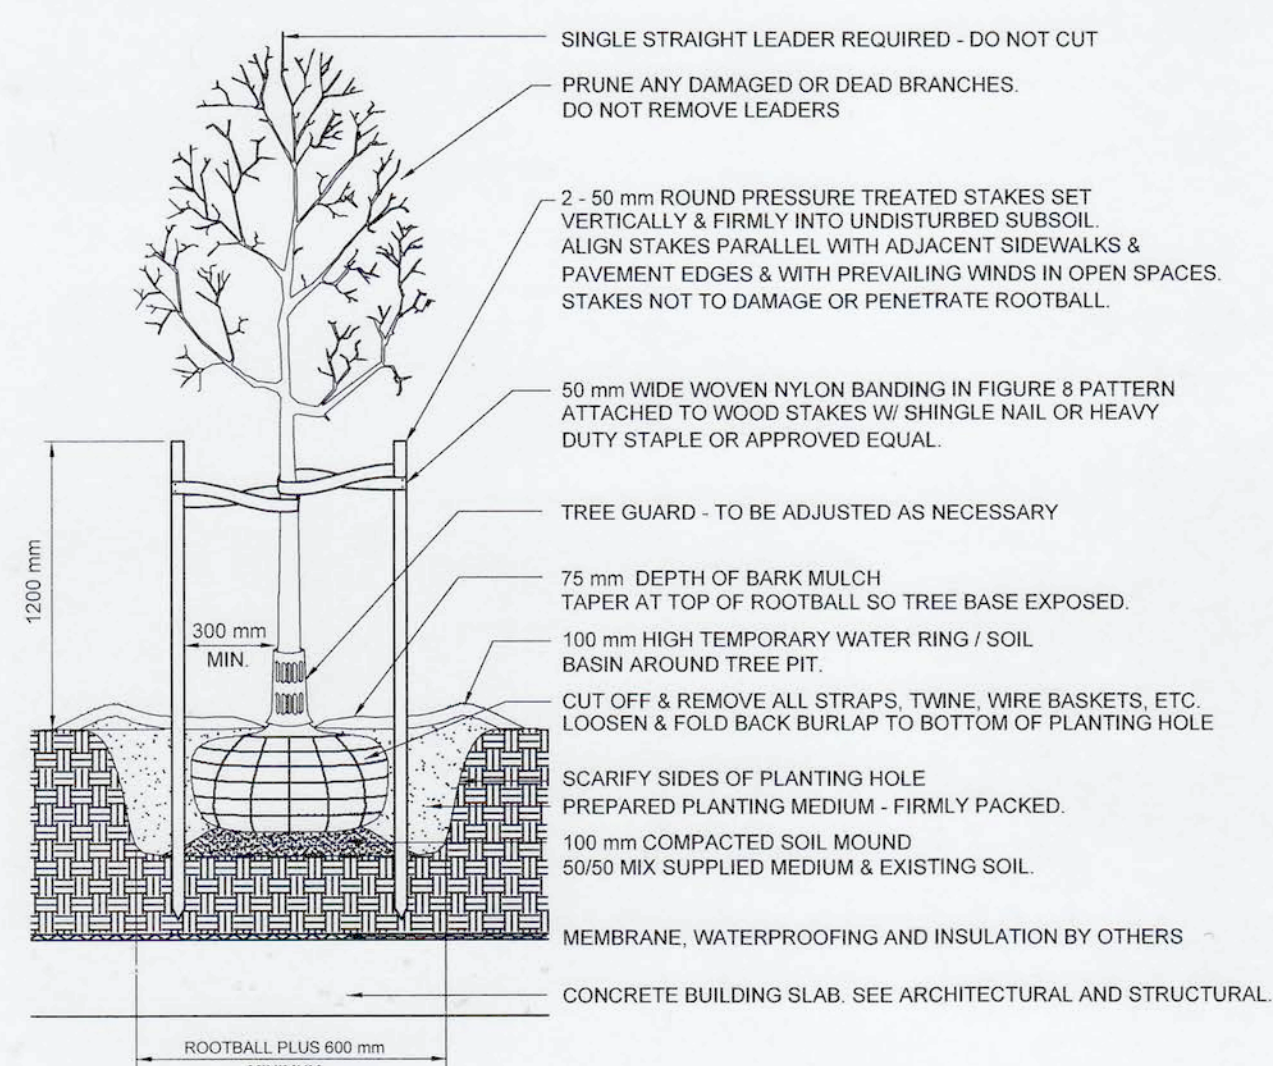 SINGLE STRAIGHT LEADER REQUIRED - DO NOT CUT
PRUNE ANY DAMAGED OR DEAD BRANCHES.
DO NOT REMOVE LEADERS
2 - 50 mm ROUND PRESSURE TREATED STAKES SET
VERTICALLY & FIRMLY INTO UNDISTURBED SUBSOIL.
ALIGN STAKES PARALLEL WITH ADJACENT SIDEWALKS &
PAVEMENT EDGES & WITH PREVAILING WINDS IN OPEN SPACES.
STAKES NOT TO DAMAGE OR PENETRATE ROOTBALL.
50 mm WIDE WOVEN NYLON BANDING IN FIGURE 8 PATTERN
ATTACHED TO WOOD STAKES W/ SHINGLE NAIL OR HEAVY
DUTY STAPLE OR APPROVED EQUAL.
TREE GUARD - TO BE ADJUSTED AS NECESSARY
75 mm DEPTH OF BARK MULCH
TAPER AT TOP OF ROOTBALL SO TREE BASE EXPOSED.
1200 mm
300 mm
MIN.
100 mm HIGH TEMPORARY WATER RING / SOIL
BASIN AROUND TREE PIT.
CUT OFF & REMOVE ALL STRAPS, TWINE, WIRE BASKETS, ETC.
LOOSEN & FOLD BACK BURLAP TO BOTTOM OF PLANTING HOLE
SCARIFY SIDES OF PLANTING HOLE
PREPARED PLANTING MEDIUM - FIRMLY PACKED.
100 mm COMPACTED SOIL MOUND
50/50 MIX SUPPLIED MEDIUM & EXISTING SOIL.
MEMBRANE, WATERPROOFING AND INSULATION BY OTHERS
CONCRETE BUILDING SLAB. SEE ARCHITECTURAL AND STRUCTURAL.
ROOTBALL PLUS 600 mm